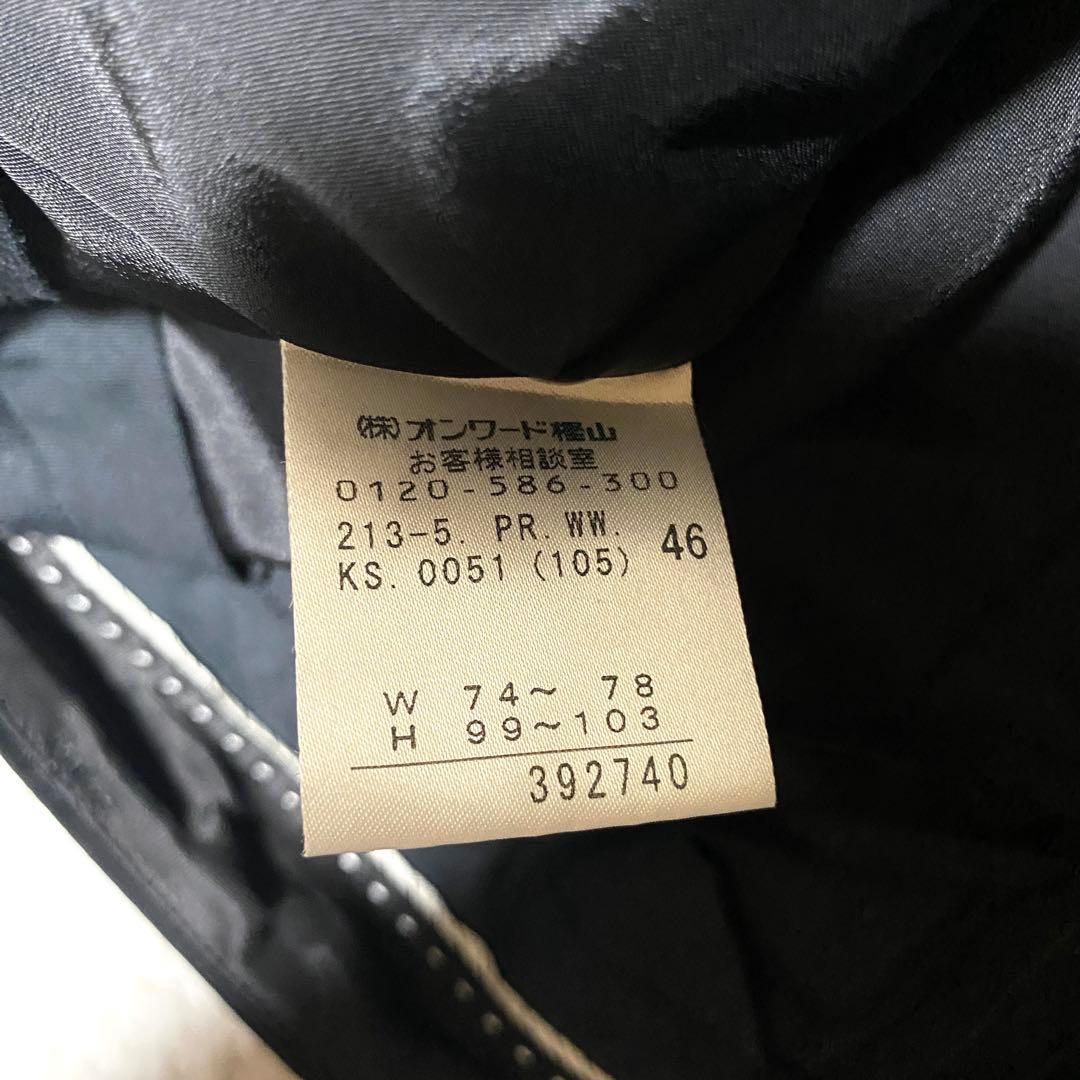 (株)オンワード樫山
お客様相談室
0120-586-300
213-5. PR. WW.
KS. 0051 (105) 46
W 74~ 78
H 99~103
392740